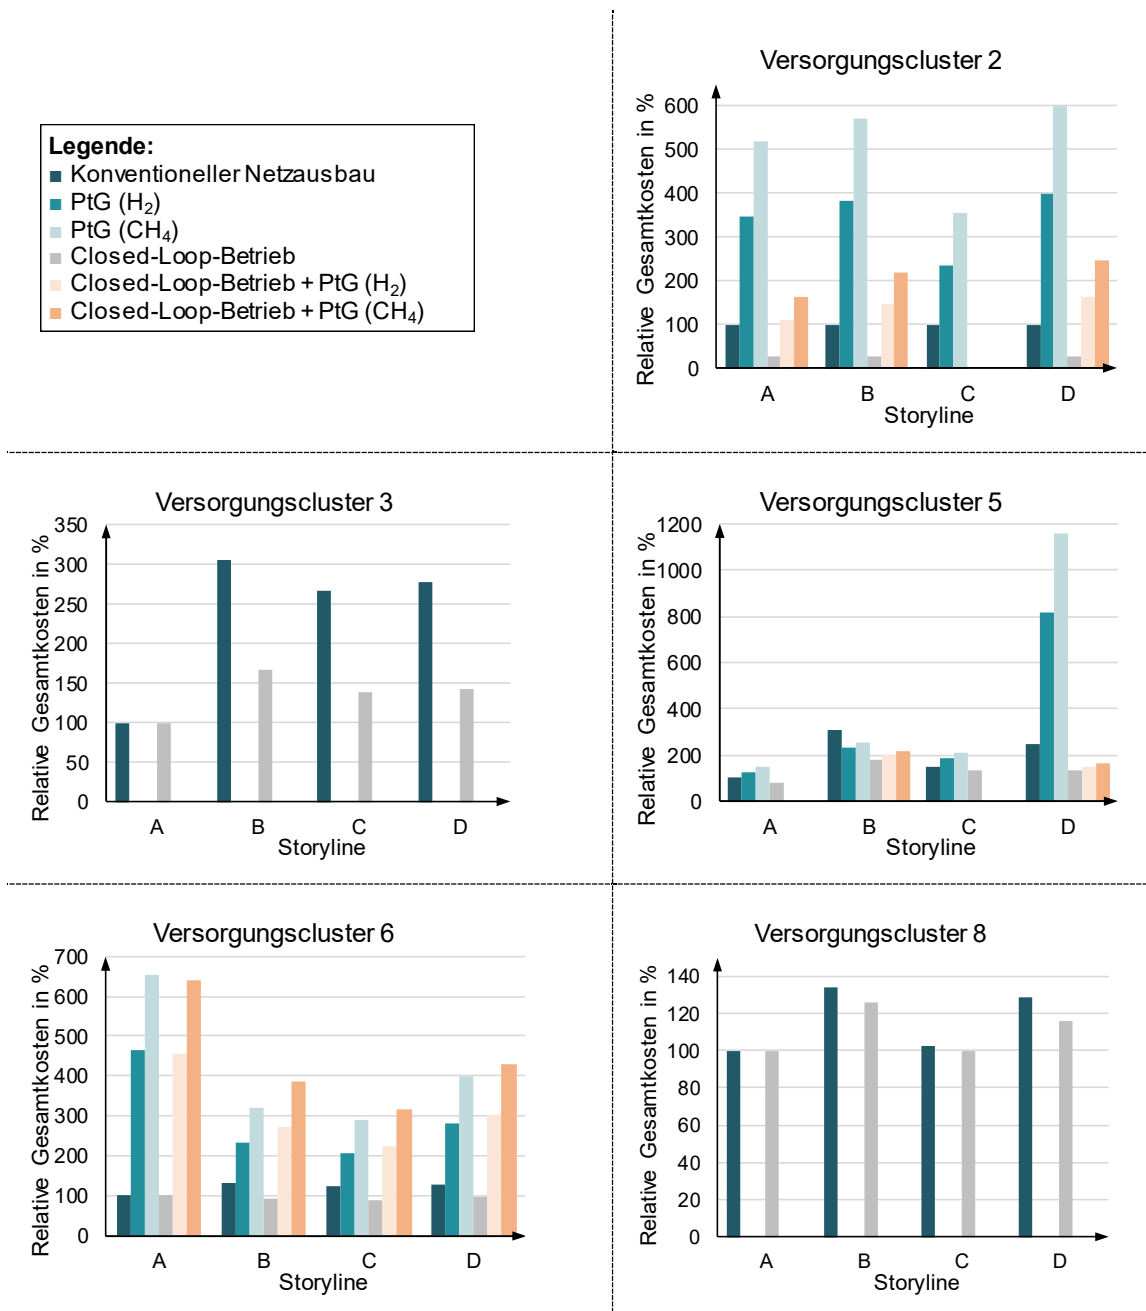 Legende:
Konventioneller Netzausbau
PtG (H₂)
PtG (CH₄)
Closed-Loop-Betrieb
Closed-Loop-Betrieb + PtG (H₂)
Closed-Loop-Betrieb + PtG (CH₄)
Versorgungscluster 2
Relative Gesamtkosten in %
600
500
400
300
200
100
0
A B C D
Storyline
Versorgungscluster 3
Relative Gesamtkosten in %
350
300
250
200
150
100
50
0
A B C D
Storyline
Versorgungscluster 5
Relative Gesamtkosten in %
1200
1000
800
600
400
200
0
A B C D
Storyline
Versorgungscluster 6
Relative Gesamtkosten in %
700
600
500
400
300
200
100
0
A B C D
Storyline
Versorgungscluster 8
Relative Gesamtkosten in %
140
120
100
80
60
40
20
0
A B C D
Storyline